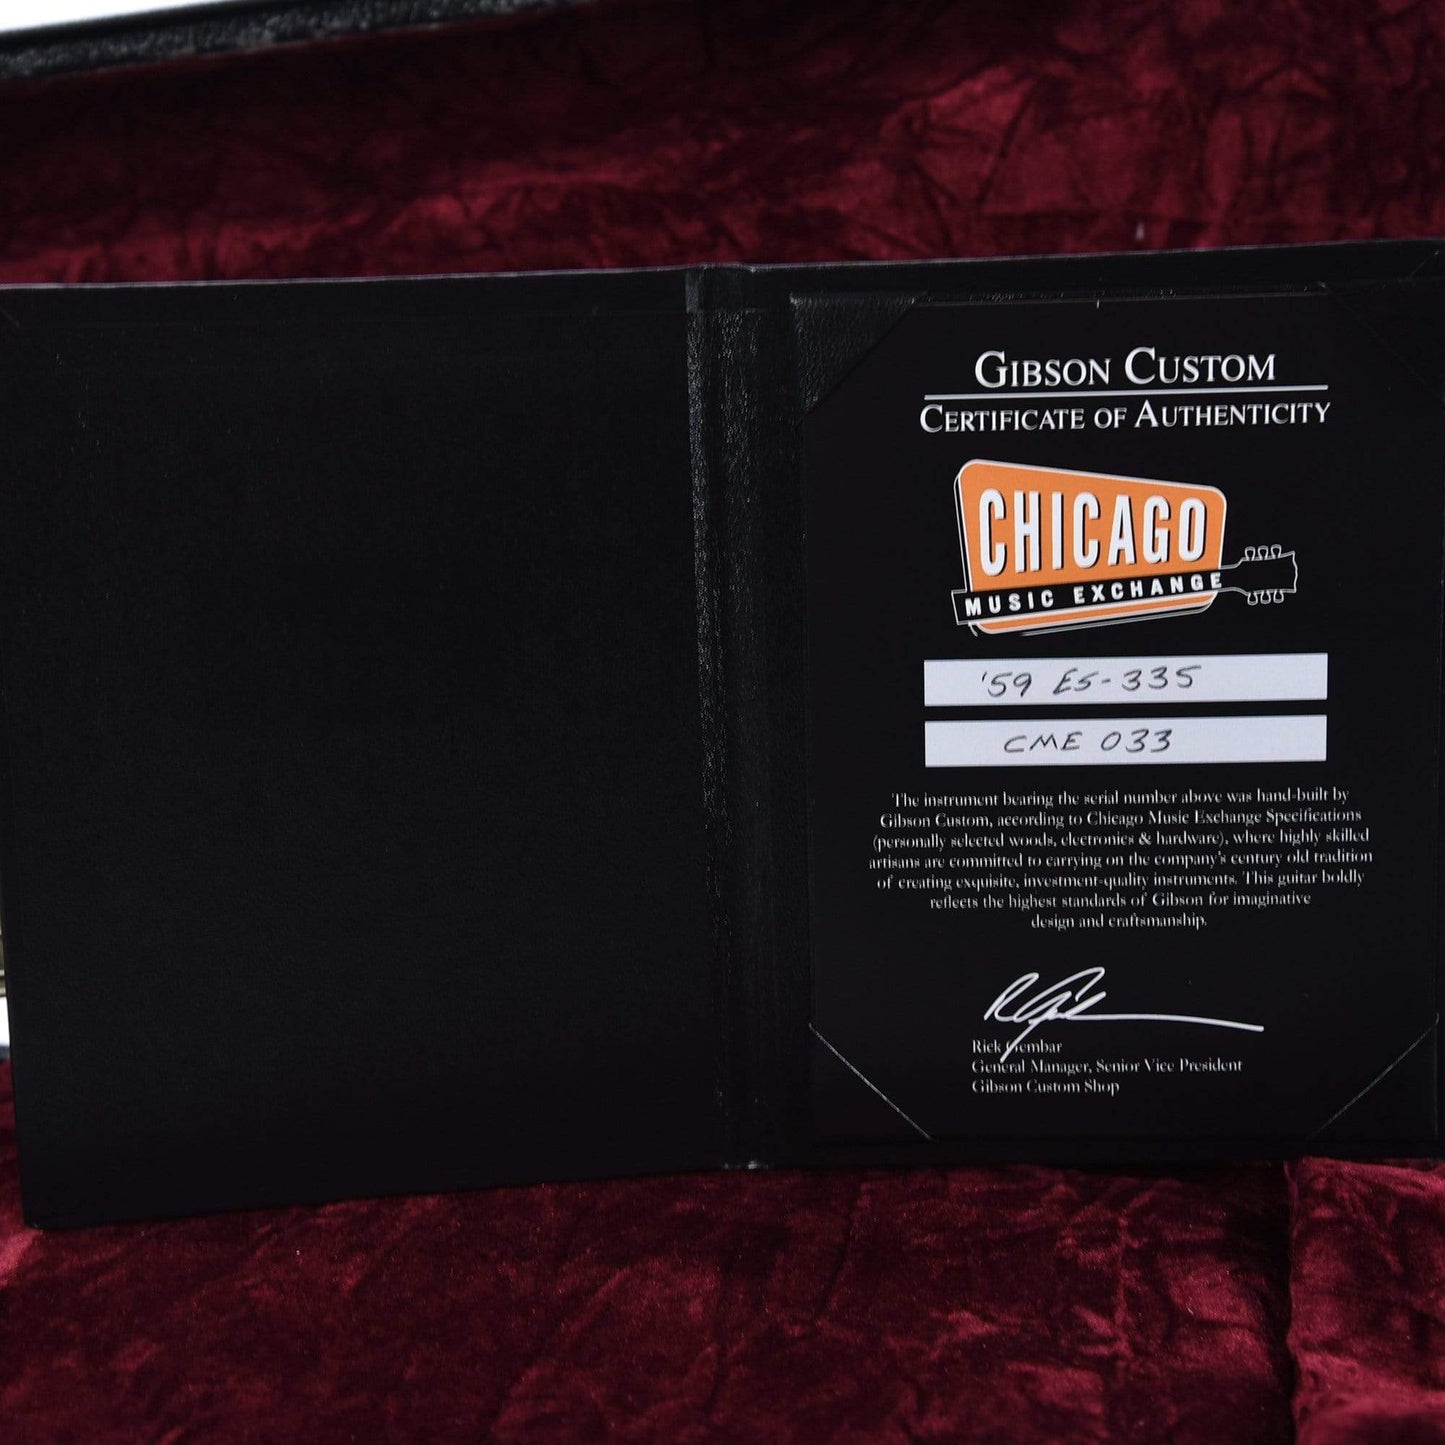 GIBSON CUSTOM
CERTIFICATE OF AUTHENTICITY
CHICAGO
MUSIC EXCHANGE
'59 ES-335
CME 033
The instrument bearing the serial number above was hand-built by
Gibson Custom, according to Chicago Music Exchange Specifications
(personally selected woods, electronics & hardware), where highly skilled
artisans are committed to carrying on the company's century old tradition
of creating exquisite, investment-quality instruments. This guitar boldly
reflects the highest standards of Gibson for imaginative
design and craftsmanship.
Rick Gembar
General Manager, Senior Vice President
Gibson Custom Shop